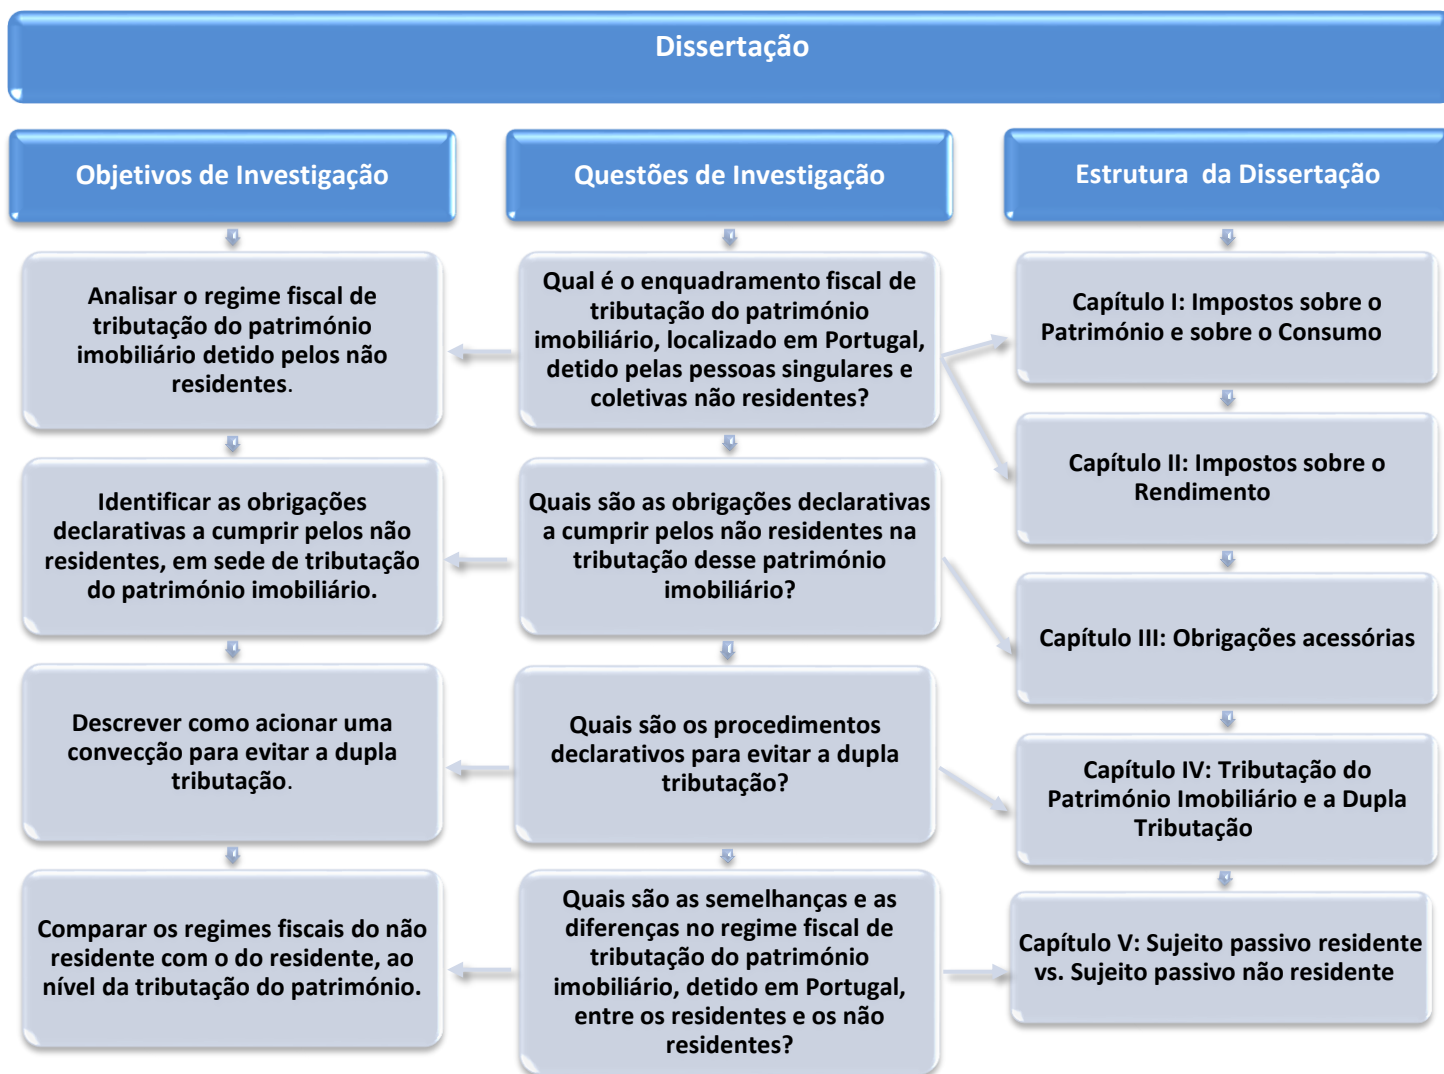 Dissertação
Objetivos de Investigação
Analisar o regime fiscal de
tributação do património
imobiliário detido pelos não
residentes.
Identificar as obrigações
declarativas a cumprir pelos não
residentes, em sede de tributação
do património imobiliário.
Descrever como acionar uma
convecção para evitar a dupla
tributação.
Comparar os regimes fiscais do não
residente com o do residente, ao
nível da tributação do património.
Questões de Investigação
Qual é o enquadramento fiscal de
tributação do património
imobiliário, localizado em Portugal,
detido pelas pessoas singulares e
coletivas não residentes?
Quais são as obrigações declarativas
a cumprir pelos não residentes na
tributação desse património
imobiliário?
Quais são os procedimentos
declarativos para evitar a dupla
tributação?
Quais são as semelhanças e as
diferenças no regime fiscal de
tributação do património
imobiliário, detido em Portugal,
entre os residentes e os não
residentes?
Estrutura da Dissertação
Capítulo I: Impostos sobre o
Património e sobre o Consumo
Capítulo II: Impostos sobre o
Rendimento
Capítulo III: Obrigações acessórias
Capítulo IV: Tributação do
Património Imobiliário e a Dupla
Tributação
Capítulo V: Sujeito passivo residente
vs. Sujeito passivo não residente